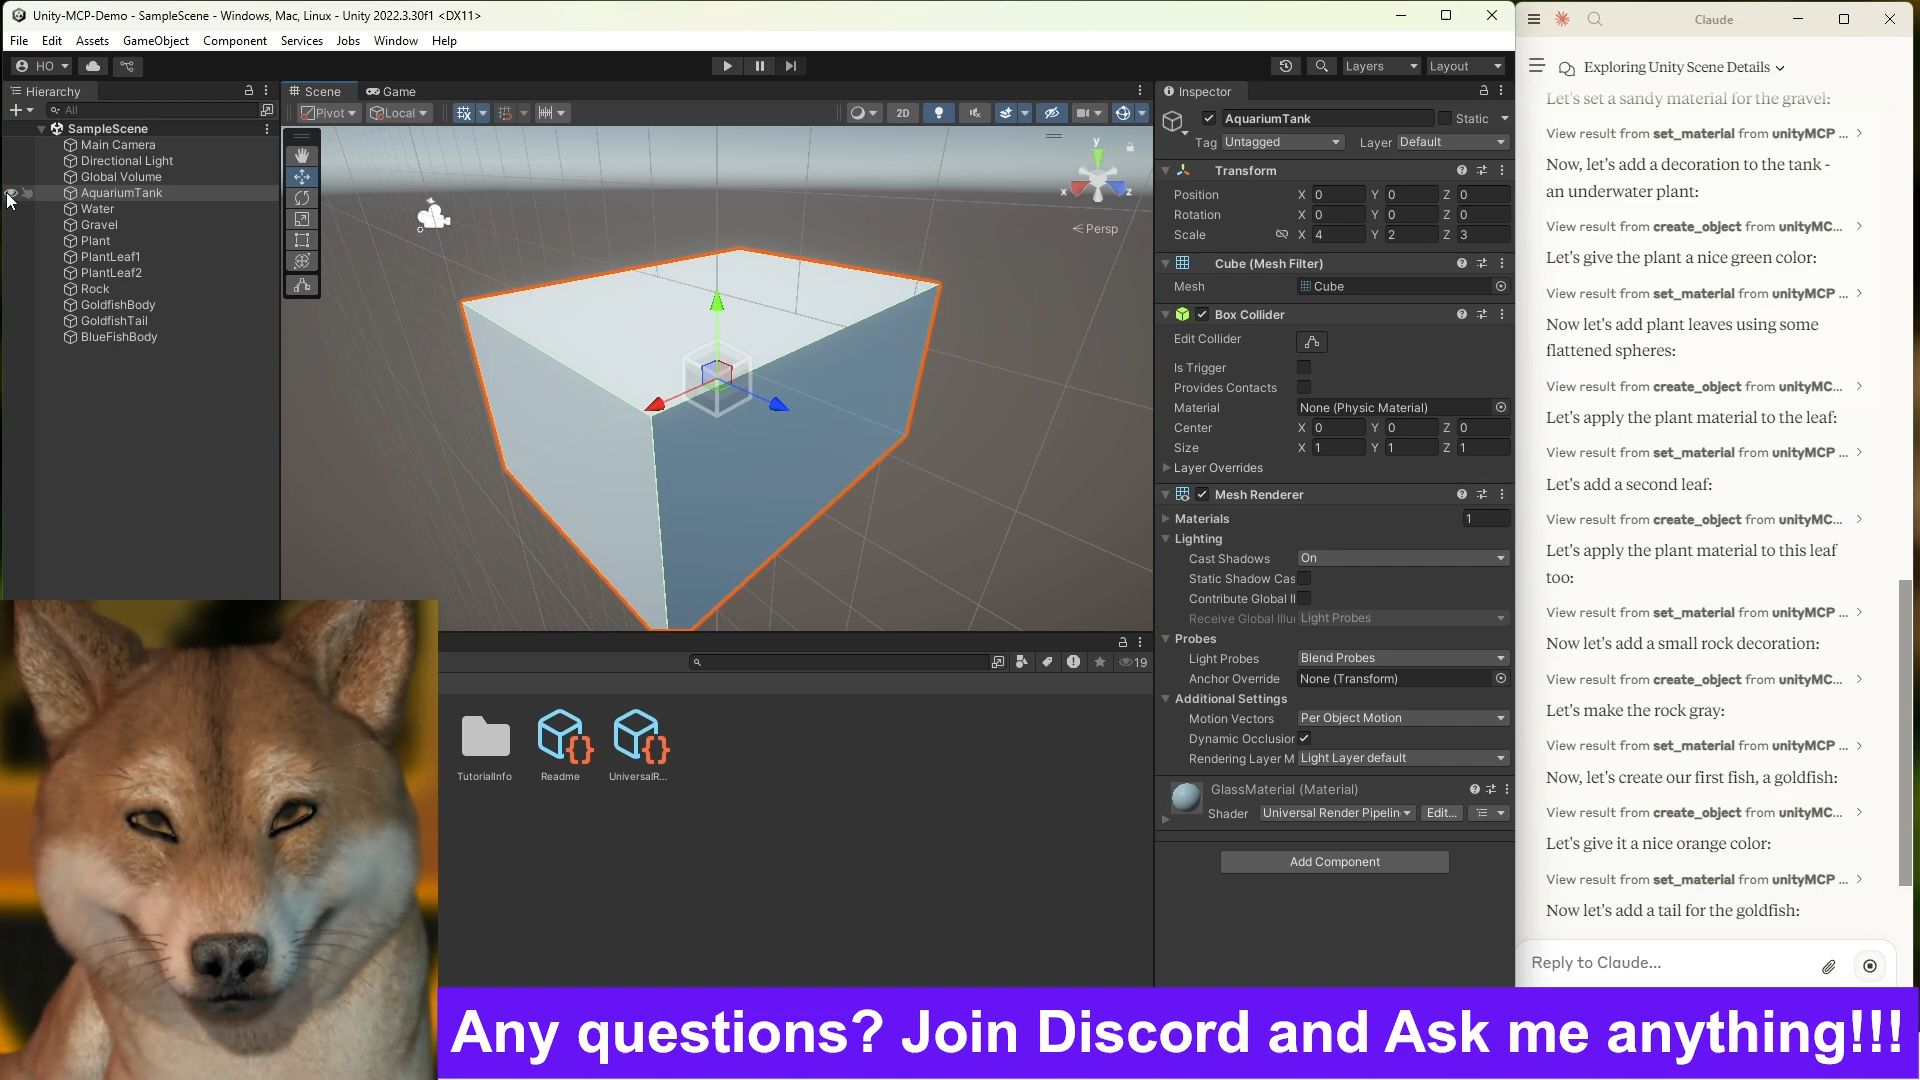 Unity-MCP-Demo - SampleScene - Windows, Mac, Linux - Unity 2022.3.30f1 <DX11>
File Edit Assets GameObject Component Services Jobs Window Help
HO
Layers
Layout
Hierarchy
All
SampleScene
Main Camera
Directional Light
Global Volume
AquariumTank
Water
Gravel
Plant
PlantLeaf1
PlantLeaf2
Rock
GoldfishBody
GoldfishTail
BlueFishBody
Scene Game
Pivot Local 2D
y
x z
Persp
19
TutorialInfo Readme UniversalR...
Inspector
AquariumTank Static
Tag Untagged Layer Default
Transform
Position X 0 Y 0 Z 0
Rotation X 0 Y 0 Z 0
Scale X 4 Y 2 Z 3
Cube (Mesh Filter)
Mesh Cube
Box Collider
Edit Collider
Is Trigger
Provides Contacts
Material None (Physic Material)
Center X 0 Y 0 Z 0
Size X 1 Y 1 Z 1
Layer Overrides
Mesh Renderer
Materials 1
Lighting
Cast Shadows On
Static Shadow Cas
Contribute Global Il
Receive Global Illu Light Probes
Probes
Light Probes Blend Probes
Anchor Override None (Transform)
Additional Settings
Motion Vectors Per Object Motion
Dynamic Occlusion
Rendering Layer M Light Layer default
GlassMaterial (Material)
Shader Universal Render Pipelin Edit...
Add Component
Claude
Exploring Unity Scene Details
Let's set a sandy material for the gravel:
View result from set_material from unityMCP ...
Now, let's add a decoration to the tank -
an underwater plant:
View result from create_object from unityMC...
Let's give the plant a nice green color:
View result from set_material from unityMCP ...
Now let's add plant leaves using some
flattened spheres:
View result from create_object from unityMC...
Let's apply the plant material to the leaf:
View result from set_material from unityMCP ...
Let's add a second leaf:
View result from create_object from unityMC...
Let's apply the plant material to this leaf
too:
View result from set_material from unityMCP ...
Now let's add a small rock decoration:
View result from create_object from unityMC...
Let's make the rock gray:
View result from set_material from unityMCP ...
Now, let's create our first fish, a goldfish:
View result from create_object from unityMC...
Let's give it a nice orange color:
View result from set_material from unityMCP ...
Now let's add a tail for the goldfish:
Reply to Claude...
Any questions? Join Discord and Ask me anything!!!